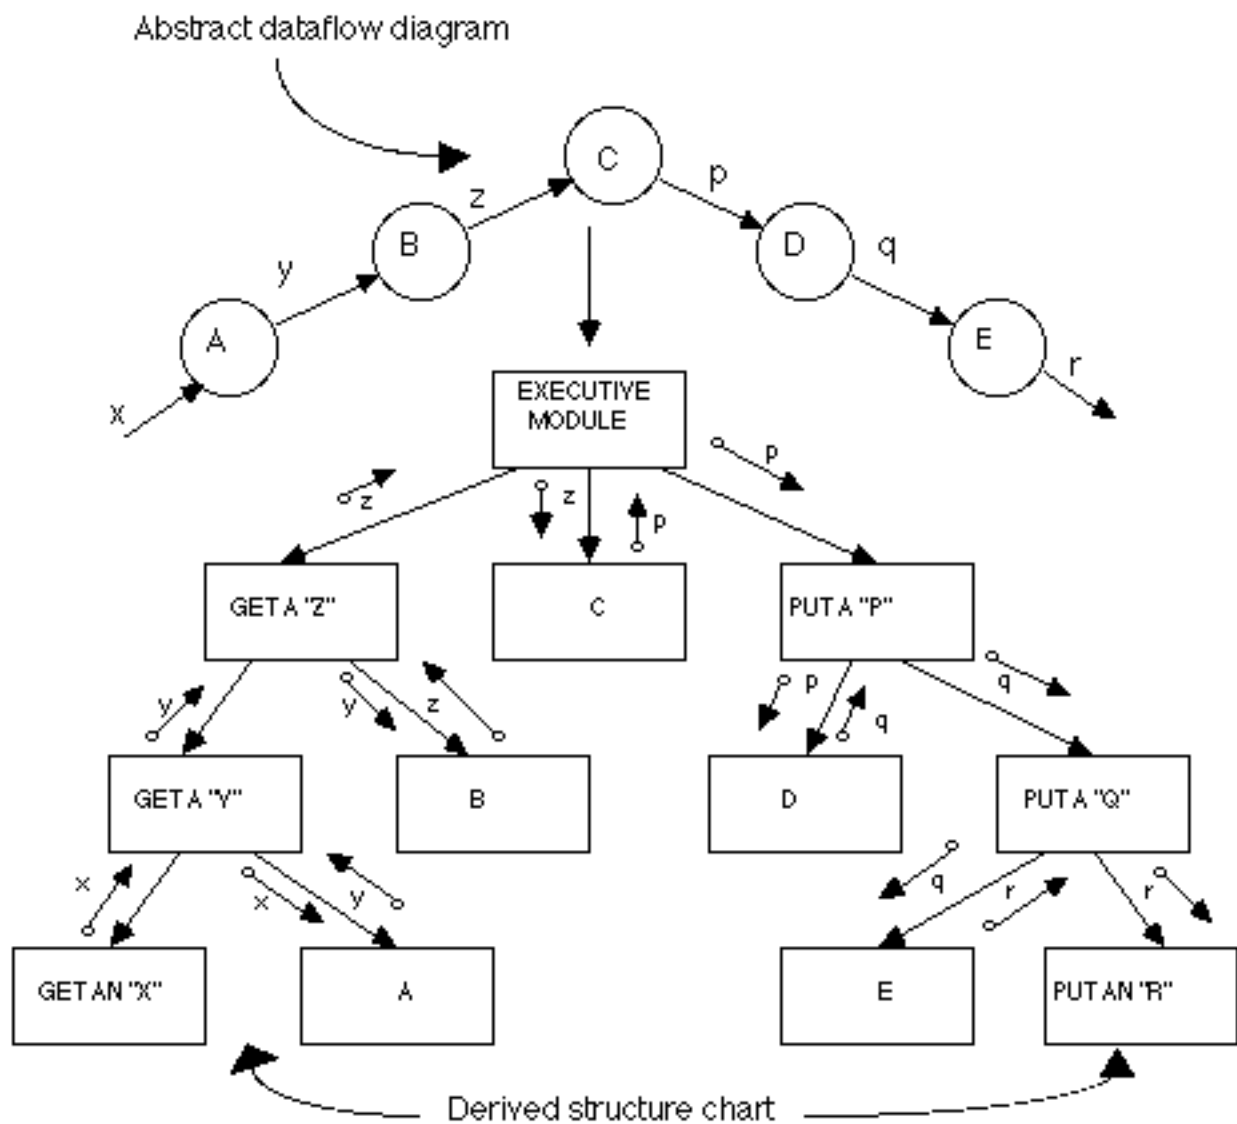 Abstract dataflow diagram
C
p
z
B
D
q
y
A
E
r
x
EXECUTIVE
MODULE
p
z
z
p
GET A "Z"
C
PUT A "P"
y
y
z
p
q
q
GET A "Y"
B
D
PUT A "Q"
x
x
y
q
r
r
GET AN "X"
A
E
PUT AN "R"
Derived structure chart